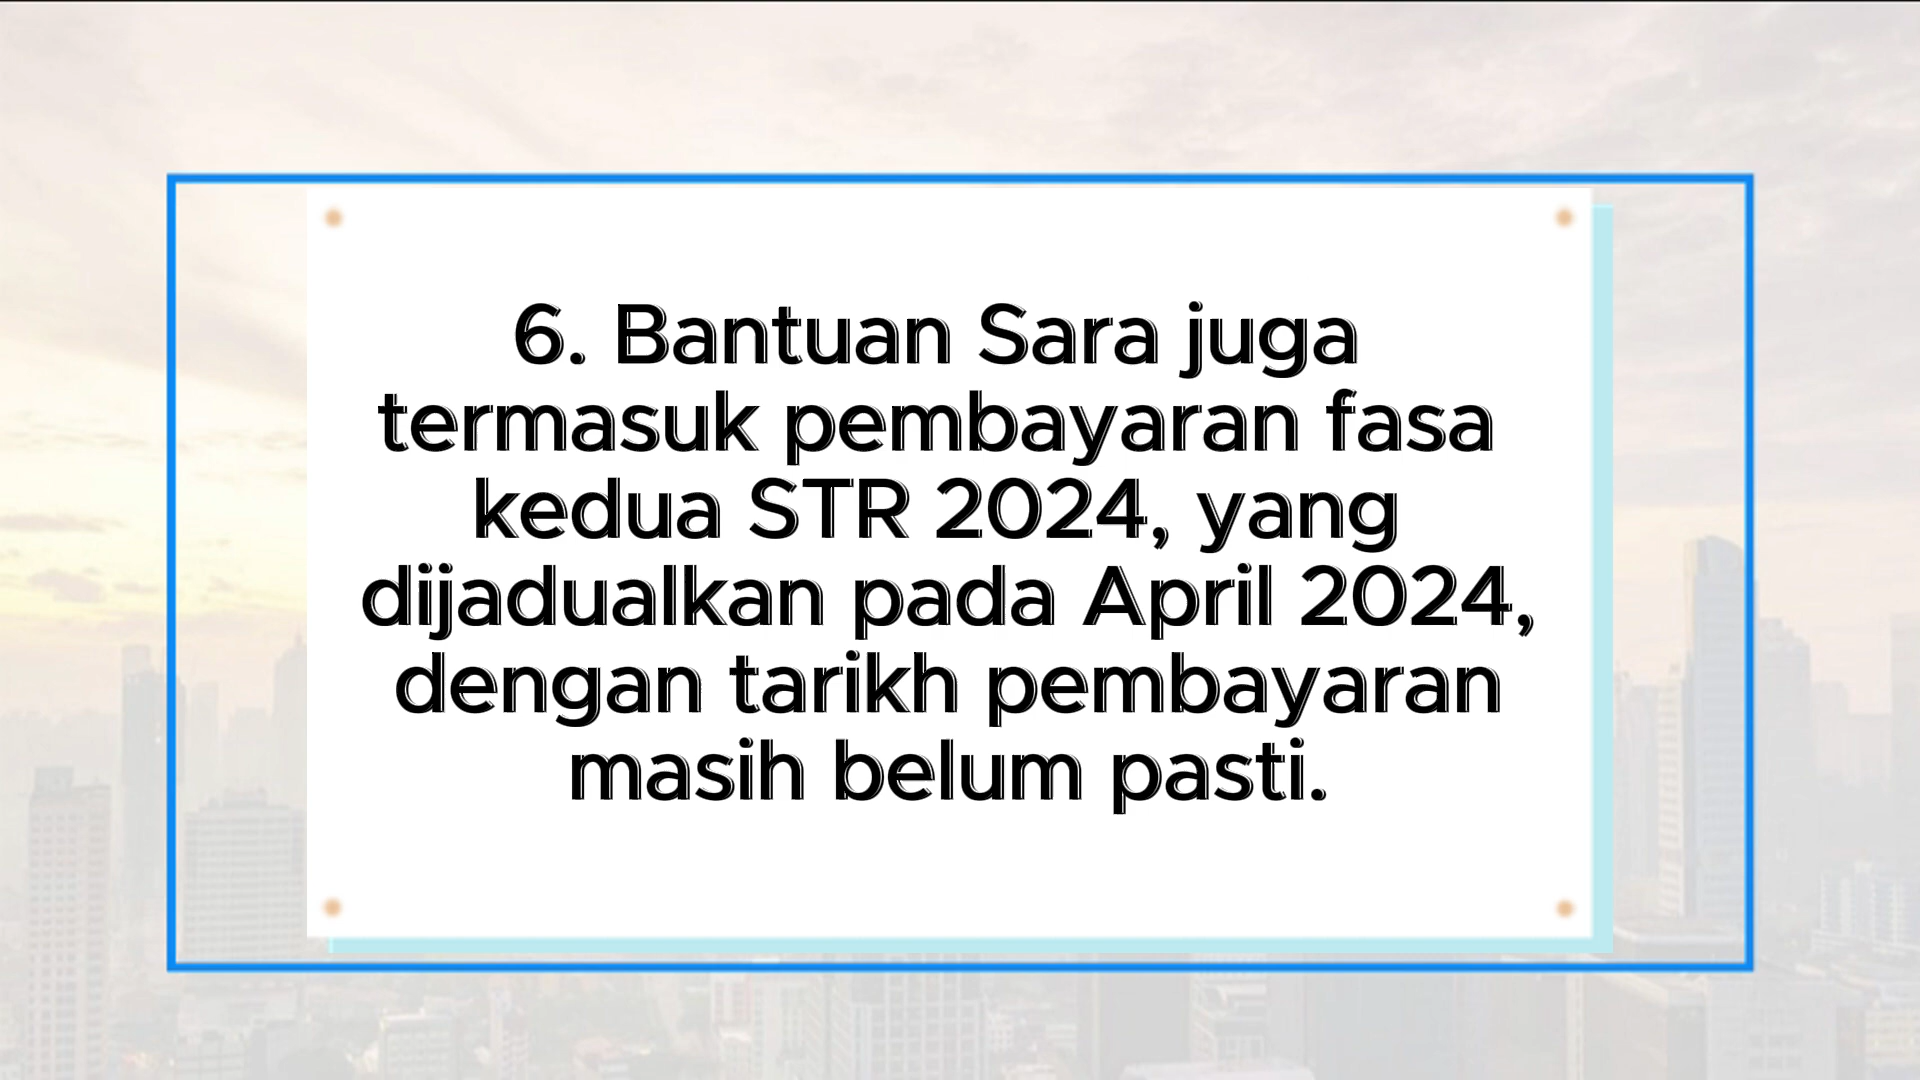 6. Bantuan Sara juga
termasuk pembayaran fasa
kedua STR 2024, yang
dijadualkan pada April 2024,
dengan tarikh pembayaran
masih belum pasti.